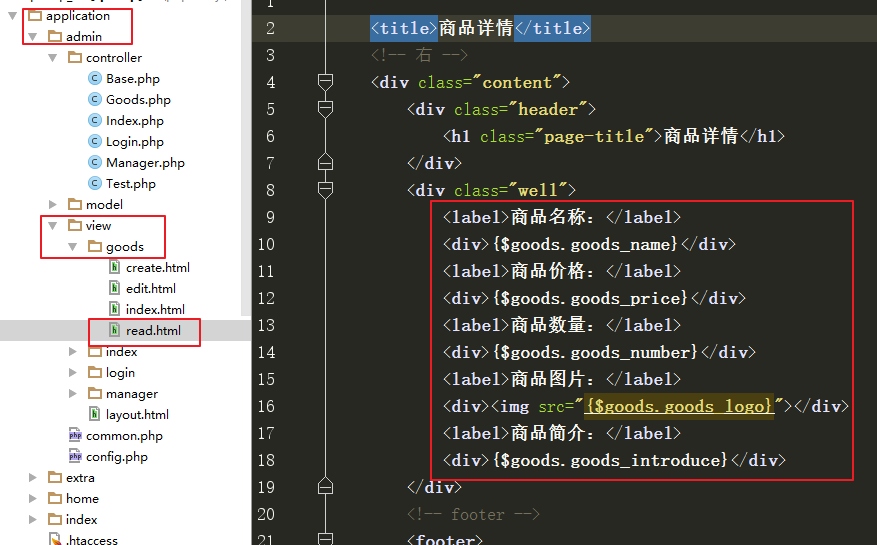 application
admin
controller
Base.php
Goods.php
Index.php
Login.php
Manager.php
Test.php
model
view
goods
create.html
edit.html
index.html
read.html
index
login
manager
layout.html
common.php
config.php
extra
home
index
.htaccess
1
2 <title>商品详情</title>
3 <!-- 右 -->
4 <div class="content">
5 <div class="header">
6 <h1 class="page-title">商品详情</h1>
7 </div>
8 <div class="well">
9 <label>商品名称：</label>
10 <div>{$goods.goods_name}</div>
11 <label>商品价格：</label>
12 <div>{$goods.goods_price}</div>
13 <label>商品数量：</label>
14 <div>{$goods.goods_number}</div>
15 <label>商品图片：</label>
16 <div><img src="{$goods.goods_logo}"></div>
17 <label>商品简介：</label>
18 <div>{$goods.goods_introduce}</div>
19 </div>
20 <!-- footer -->
21 <footer>